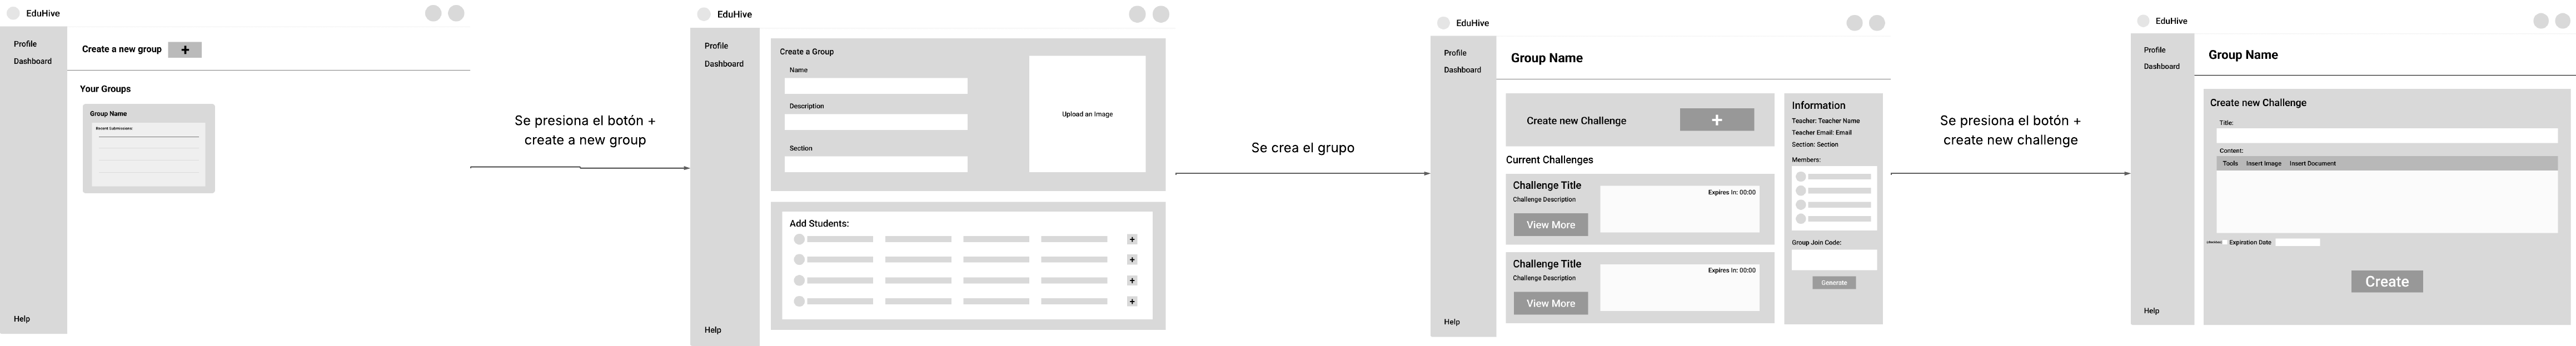 EduHive
Profile
Dashboard
Create a new group +
Your Groups
Group Name
Recent Submissions:
Help
Se presiona el botón +
create a new group
EduHive
Profile
Dashboard
Create a Group
Name
Description
Section
Upload an Image
Add Students:
+
+
+
+
Help
Se crea el grupo
EduHive
Profile
Dashboard
Group Name
Create new Challenge +
Current Challenges
Challenge Title
Challenge Description
View More
Expires In: 00:00
Challenge Title
Challenge Description
View More
Expires In: 00:00
Information
Teacher: Teacher Name
Teacher Email: Email
Section: Section
Members:
Group Join Code:
Generate
Help
Se presiona el botón +
create new challenge
EduHive
Profile
Dashboard
Group Name
Create new Challenge
Title:
Content:
Tools Insert Image Insert Document
Expiration Date
Create
Help